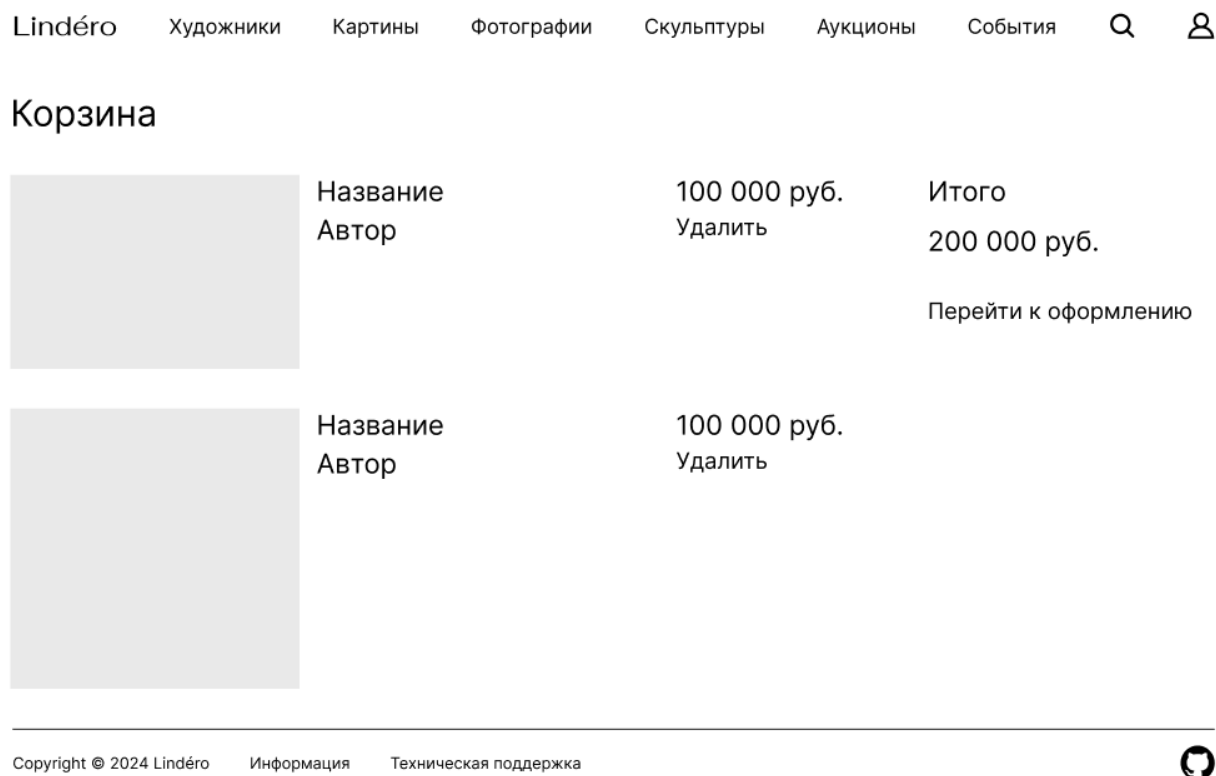 Lindéro Художники Картины Фотографии Скульптуры Аукционы События
Корзина
Название
Автор
100 000 руб.
Удалить
Итого
200 000 руб.
Перейти к оформлению
Название
Автор
100 000 руб.
Удалить
Copyright © 2024 Lindéro Информация Техническая поддержка